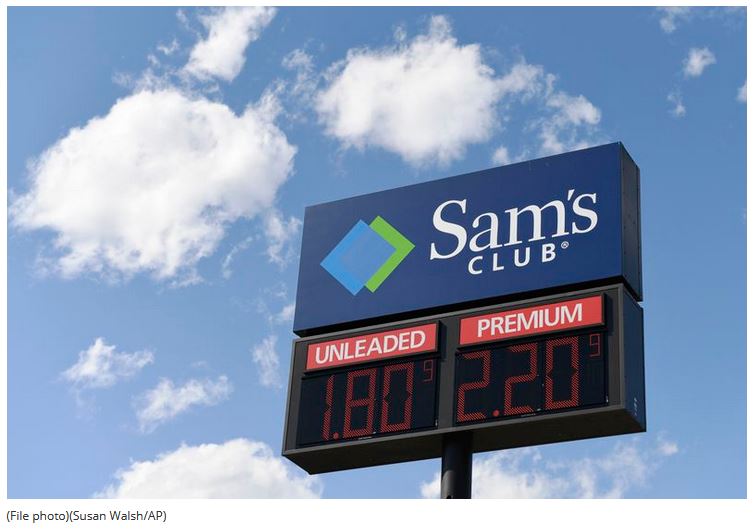 Sam's
CLUB®
UNLEADED
PREMIUM
1.80 9
2.20 9
(File photo)(Susan Walsh/AP)